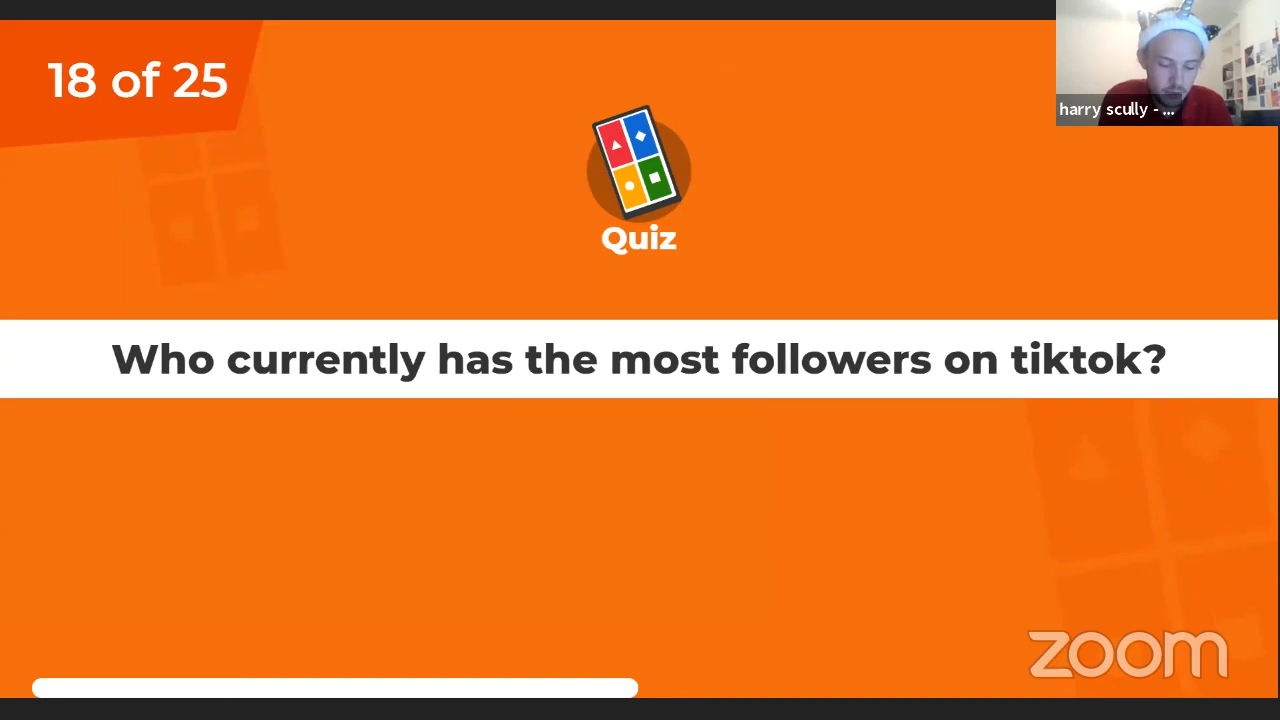 18 of 25
harry scully - ...
Quiz
Who currently has the most followers on tiktok?
zoom